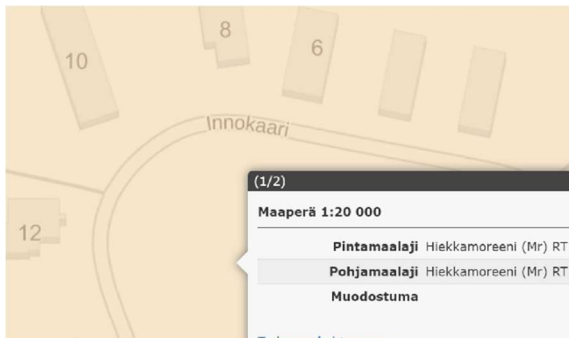 8
6
10
Innokaari
(1/2)
Maaperä 1:20 000
12
Pintamaalaji Hiekkamoreeni (Mr) RT
Pohjamaalaji Hiekkamoreeni (Mr) RT
Muodostuma